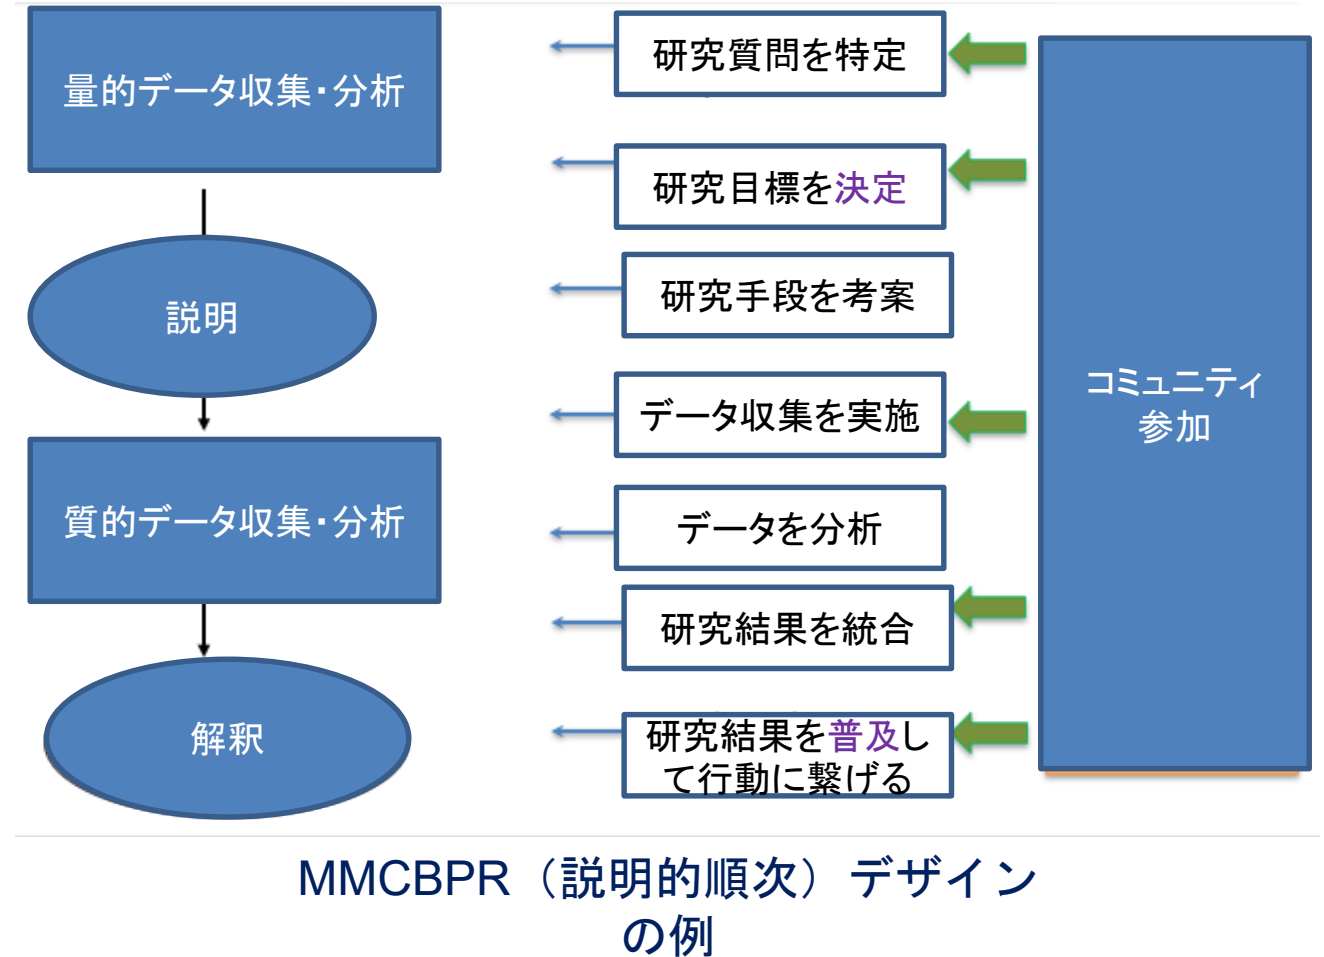 量的データ収集・分析
説明
質的データ収集・分析
解釈
研究質問を特定
研究目標を決定
研究手段を考案
データ収集を実施
データを分析
研究結果を統合
研究結果を普及し
て行動に繋げる
コミュニティ
参加
MMCBPR（説明的順次）デザイン
の例